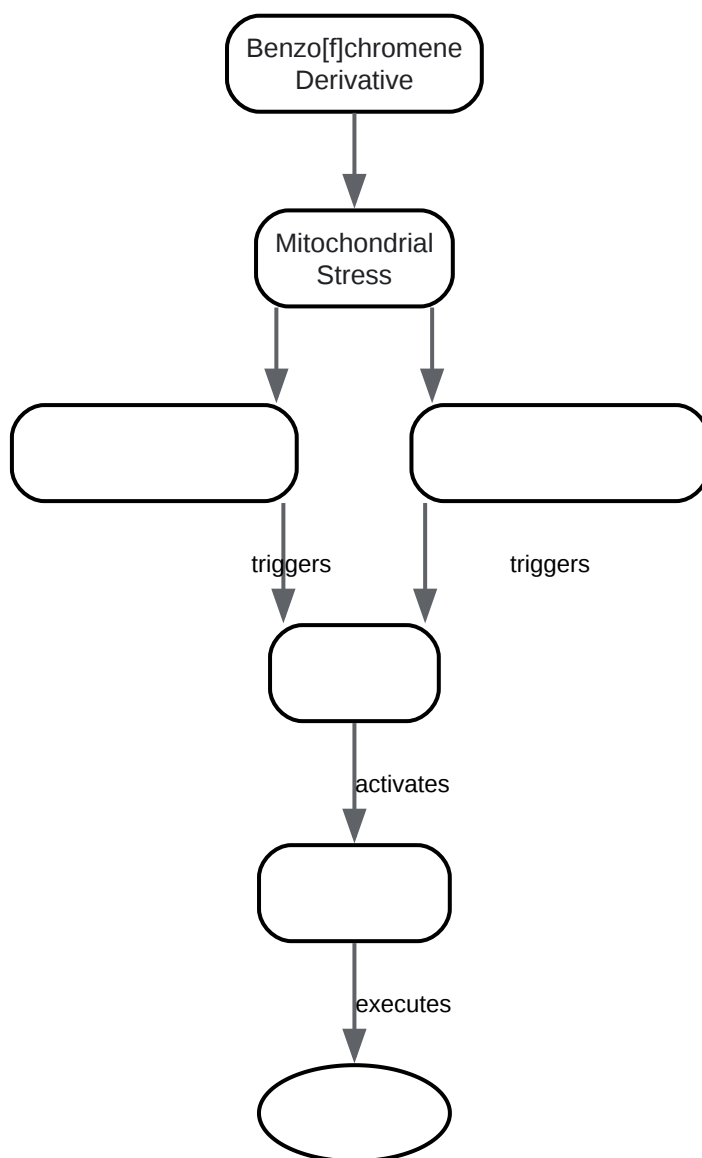 Benzo[f]chromene
Derivative
Mitochondrial
Stress
triggers
triggers
activates
executes